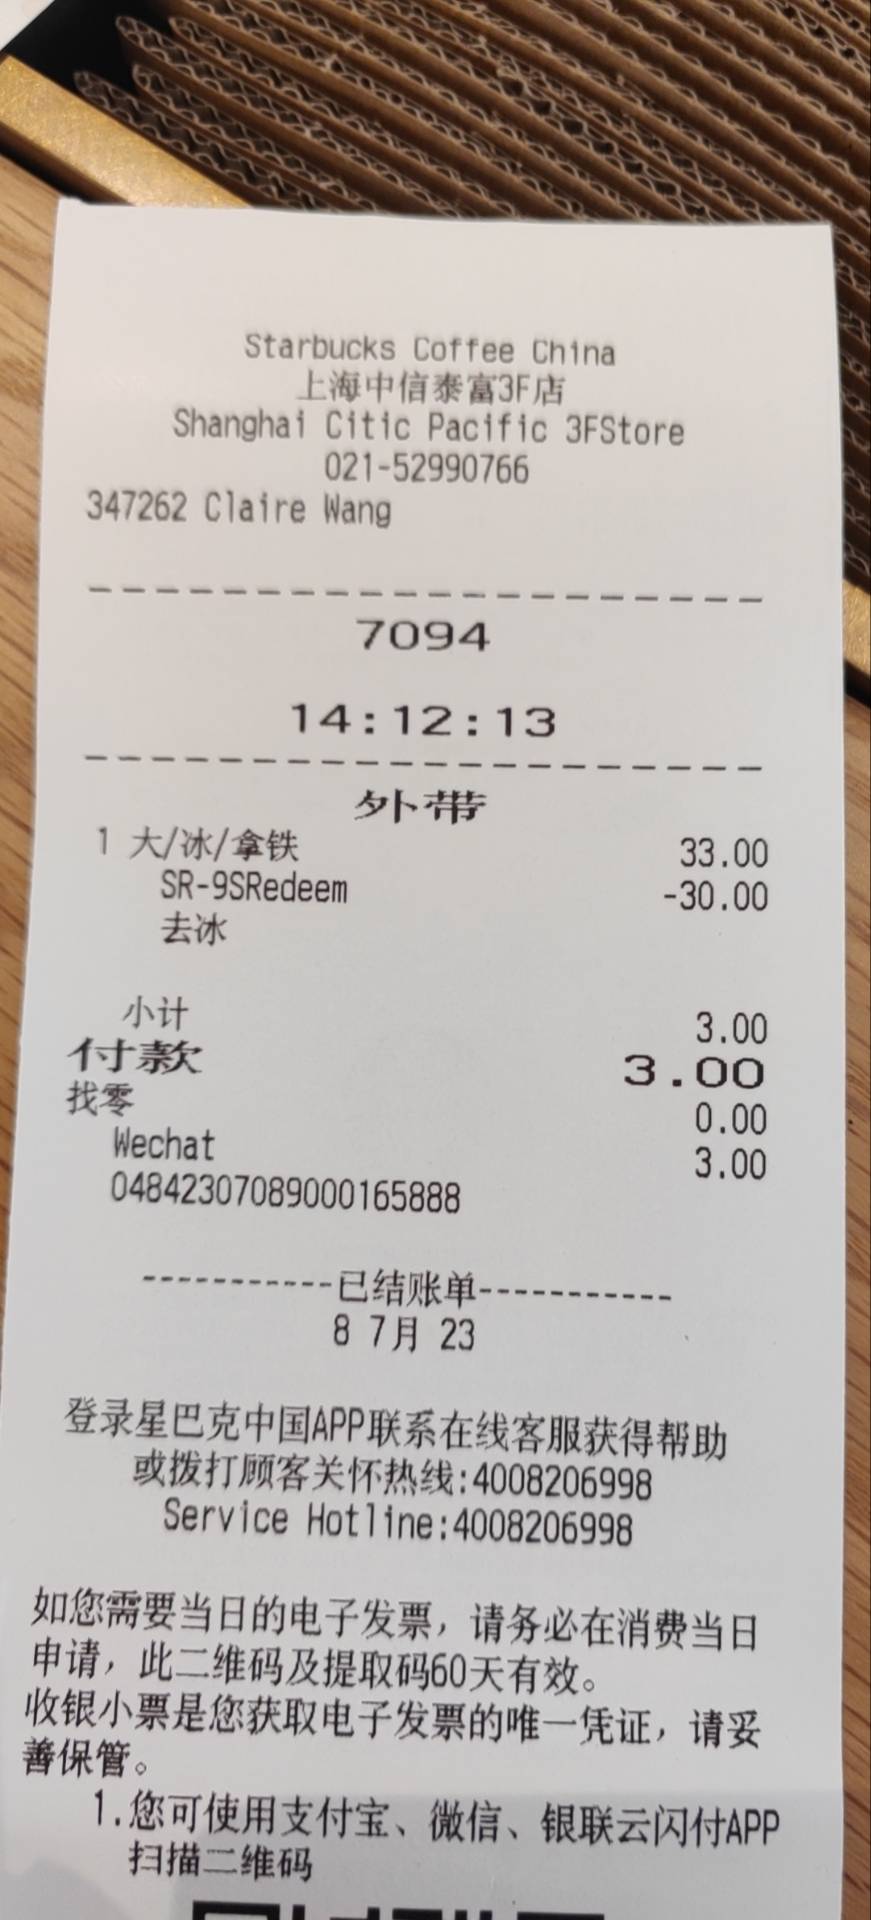 Starbucks Coffee China
上海中信泰富3F店
Shanghai Citic Pacific 3FStore
021-52990766
347262 Claire Wang
7094
14:12:13
外带
1 大/冰/拿铁 33.00
SR-9SRedeem -30.00
去冰
小计 3.00
付款 3.00
找零 0.00
Wechat 3.00
04842307089000165888
-----------已结账单-----------
8 7月 23
登录星巴克中国APP联系在线客服获得帮助
或拨打顾客关怀热线:4008206998
Service Hotline:4008206998
如您需要当日的电子发票，请务必在消费当日
申请，此二维码及提取码60天有效。
收银小票是您获取电子发票的唯一凭证，请妥
善保管。
1.您可使用支付宝、微信、银联云闪付APP
扫描二维码